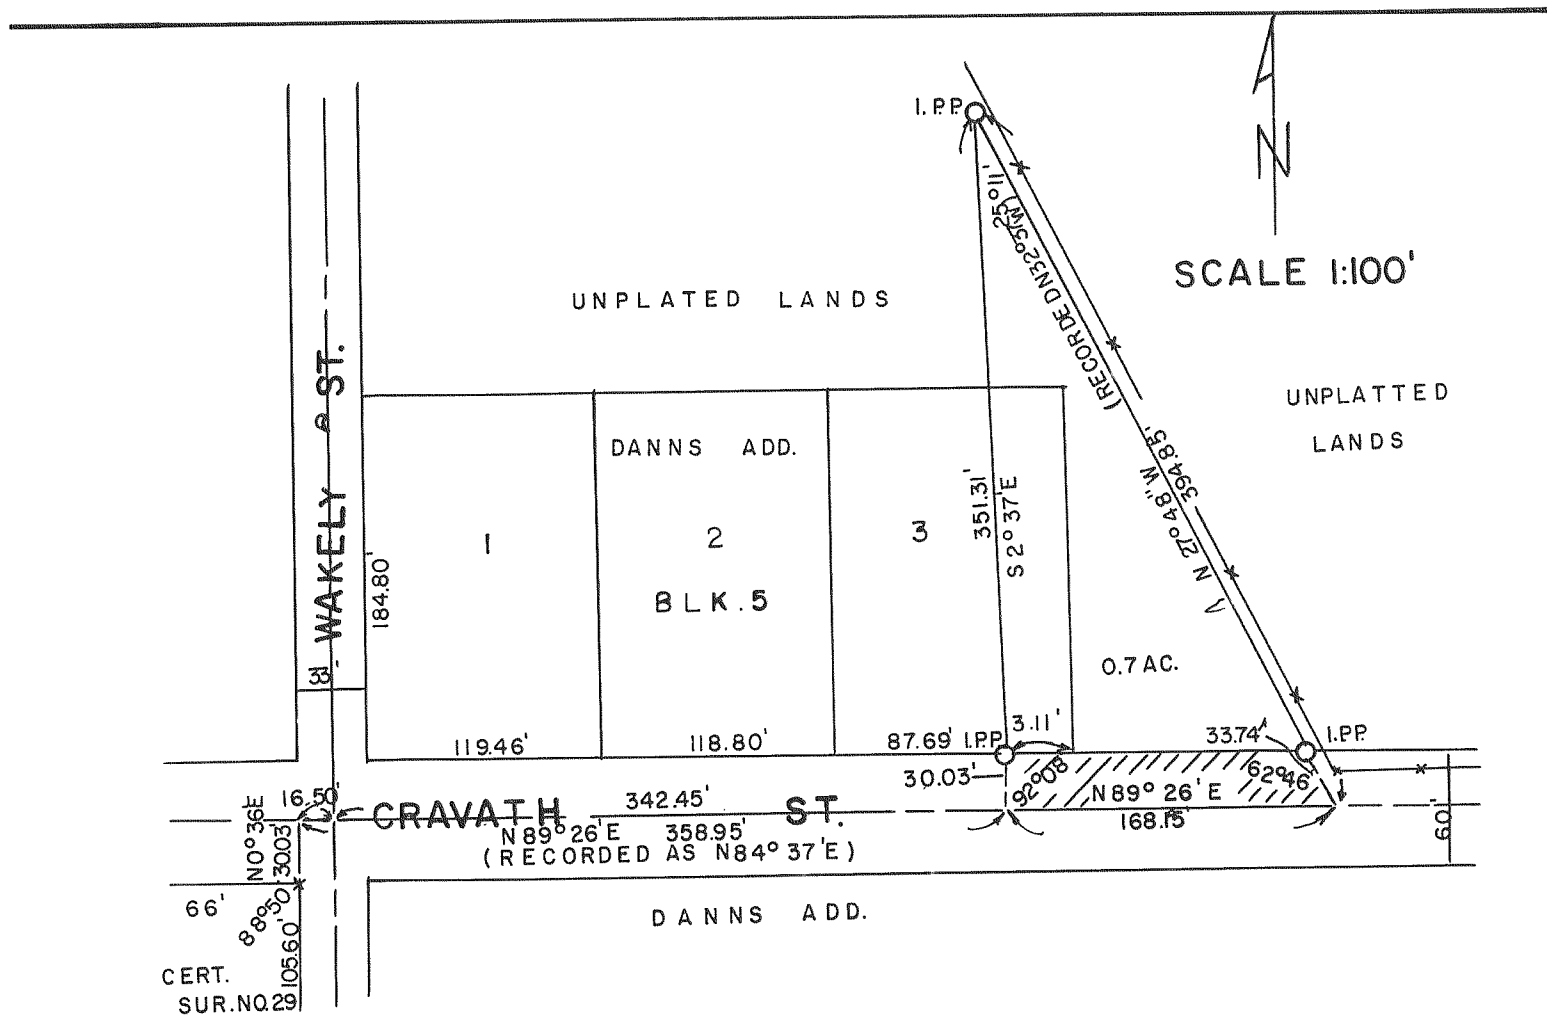 I.P.P.
N
25°11'
(RECORDED N32°31'W)
SCALE 1:100'
UNPLATED LANDS
WAKELY ST.
UNPLATTED
LANDS
DANNS ADD.
394.85'
N 27° 48" W
351.31'
S 2° 37' E
1
2
3
BLK. 5
184.80'
0.7 AC.
33'
3.11'
119.46'
118.80'
87.69'
I.P.P.
33.74'
I.P.P.
30.03'
92°08'
62°46'
N 89° 26' E
168.15'
16.50'
CRAVATH ST.
342.45'
N 89° 26' E 358.95'
(RECORDED AS N84° 37' E)
60'
N0°36'E
30.03'
66'
88°50'
105.60'
DANNS ADD.
CERT.
SUR. NO. 29